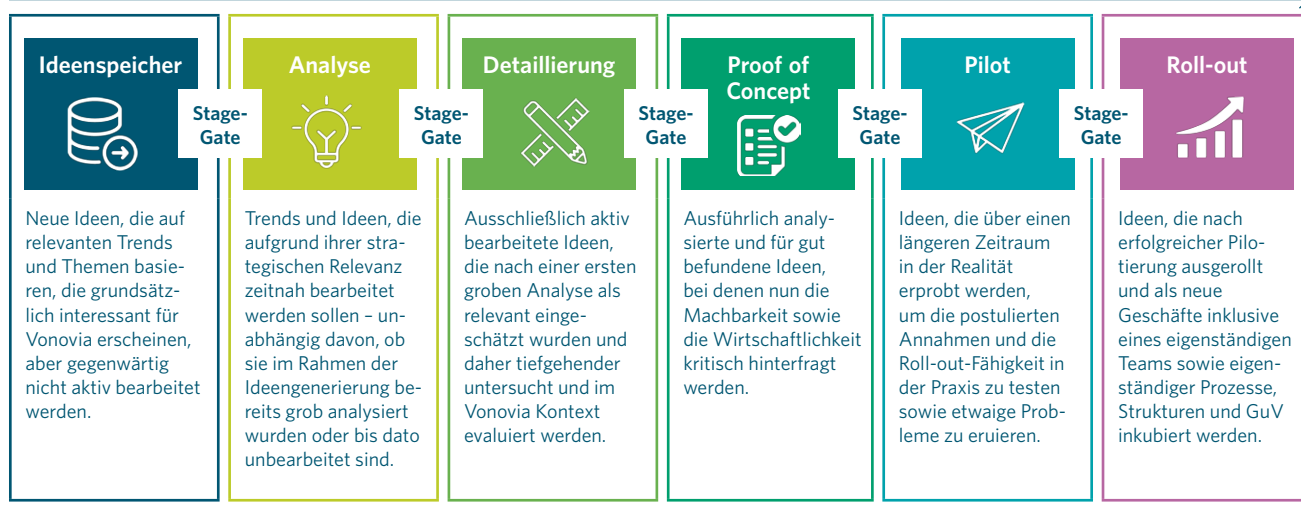 Ideenspeicher
Stage-
Gate
Neue Ideen, die auf
relevanten Trends
und Themen basie-
ren, die grundsätz-
lich interessant für
Vonovia erscheinen,
aber gegenwärtig
nicht aktiv bearbeitet
werden.
Analyse
Stage-
Gate
Trends und Ideen, die
aufgrund ihrer stra-
tegischen Relevanz
zeitnah bearbeitet
werden sollen – un-
abhängig davon, ob
sie im Rahmen der
Ideengenerierung be-
reits grob analysiert
wurden oder bis dato
unbearbeitet sind.
Detaillierung
Stage-
Gate
Ausschließlich aktiv
bearbeitete Ideen,
die nach einer ersten
groben Analyse als
relevant einge-
schätzt wurden und
daher tiefgehender
untersucht und im
Vonovia Kontext
evaluiert werden.
Proof of
Concept
Stage-
Gate
Ausführlich analy-
sierte und für gut
befundene Ideen,
bei denen nun die
Machbarkeit sowie
die Wirtschaftlichkeit
kritisch hinterfragt
werden.
Pilot
Stage-
Gate
Ideen, die über einen
längeren Zeitraum
in der Realität
erprobt werden,
um die postulierten
Annahmen und die
Roll-out-Fähigkeit in
der Praxis zu testen
sowie etwaige Prob-
leme zu eruieren.
Roll-out
Ideen, die nach
erfolgreicher Pilo-
tierung ausgerollt
und als neue
Geschäfte inklusive
eines eigenständigen
Teams sowie eigen-
ständiger Prozesse,
Strukturen und GuV
inkubiert werden.